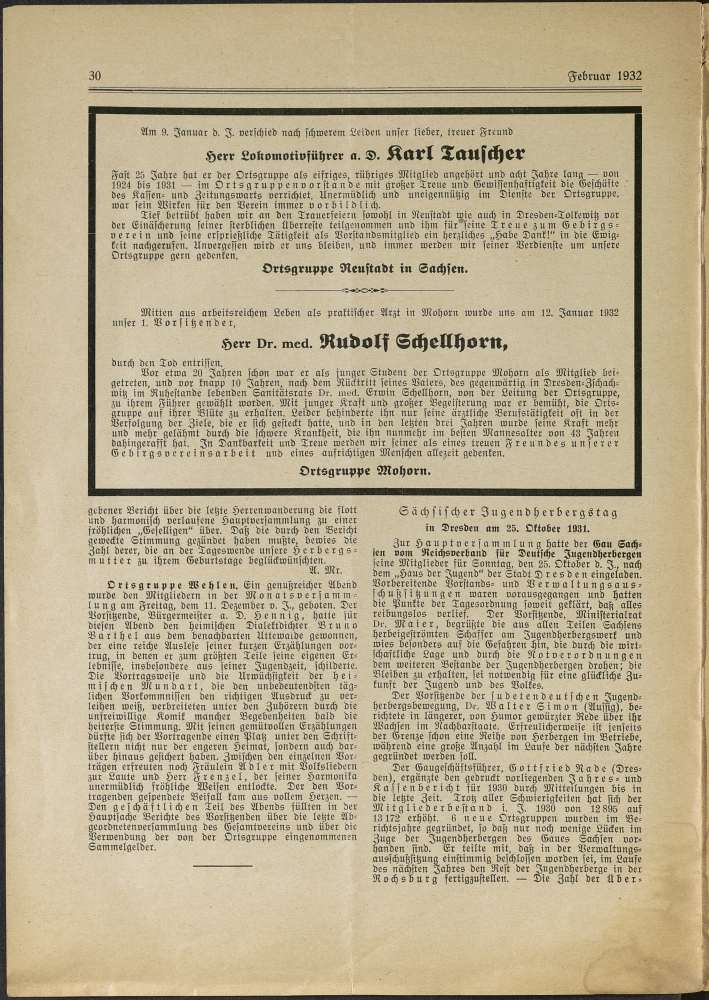 30
Februar 1932
Am 9. Januar d. J. verschied nach schwerem Leiden unser lieber, treuer Freund
Herr Lokomotivführer a. D. Karl Tauscher
Fast 25 Jahre hat er der Ortsgruppe als eifriges, rühriges Mitglied angehört und acht Jahre lang — von
1924 bis 1931 — im Ortsgruppenvorstande mit großer Treue und Gewissenhaftigkeit die Geschäfte
des Kassen- und Zeitungswarts verrichtet. Unermüdlich und uneigennützig im Dienste der Ortsgruppe,
war sein Wirken für den Verein immer vorbildlich.
Tief betrübt haben wir an den Trauerfeiern sowohl in Neustadt wie auch in Dresden-Tolkewitz vor
der Einäscherung seiner sterblichen Überreste teilgenommen und ihm für seine Treue zum Gebirgs-
verein und seine ersprießliche Tätigkeit als Vorstandsmitglied ein herzliches „Habe Dank!“ in die Ewig-
keit nachgerufen. Unvergessen wird er uns bleiben, und immer werden wir seiner Verdienste um unsere
Ortsgruppe gern gedenken.
Ortsgruppe Neustadt in Sachsen.
Mitten aus arbeitsreichem Leben als praktischer Arzt in Mohorn wurde uns am 12. Januar 1932
unser 1. Vorsitzender,
Herr Dr. med. Rudolf Schellhorn,
durch den Tod entrissen.
Vor etwa 20 Jahren schon war er als junger Student der Ortsgruppe Mohorn als Mitglied bei-
getreten, und vor knapp 10 Jahren, nach dem Rücktritt seines Vaters, des gegenwärtig in Dresden-Zschach-
witz im Ruhestande lebenden Sanitätsrats Dr. med. Erwin Schellhorn, von der Leitung der Ortsgruppe,
zu ihrem Führer gewählt worden. Mit junger Kraft und großer Begeisterung war er bemüht, die Orts-
gruppe auf ihrer Blüte zu erhalten. Leider behinderte ihn nur seine ärztliche Berufstätigkeit oft in der
Verfolgung der Ziele, die er sich gesteckt hatte, und in den letzten drei Jahren wurde seine Kraft mehr
und mehr gelähmt durch die schwere Krankheit, die ihn nunmehr im besten Mannesalter von 43 Jahren
dahingerafft hat. In Dankbarkeit und Treue werden wir seiner als eines treuen Freundes unserer
Gebirgsvereinsarbeit und eines aufrichtigen Menschen allezeit gedenken.
Ortsgruppe Mohorn.
gebener Bericht über die letzte Herrenwanderung die flott
und harmonisch verlaufene Hauptversammlung zu einer
fröhlichen „Geselligen“ über. Daß die durch den Bericht
geweckte Stimmung gezündet haben mußte, bewies die
Zahl derer, die an der Tageswende unsere Herbergs-
mutter zu ihrem Geburtstage beglückwünschten.
A. Mr.
Ortsgruppe Wehlen. Ein genußreicher Abend
wurde den Mitgliedern in der Monatsversamm-
lung am Freitag, dem 11. Dezember v. J., geboten. Der
Vorsitzende, Bürgermeister a. D. Hennig, hatte für
diesen Abend den heimischen Dialektdichter Bruno
Barthel aus dem benachbarten Uttewalde gewonnen,
der eine reiche Auslese seiner kurzen Erzählungen vor-
trug, in denen er zum größten Teile seine eigenen Er-
lebnisse, insbesondere aus seiner Jugendzeit, schilderte.
Die Vortragsweise und die Urwüchsigkeit der hei-
mischen Mundart, die den unbedeutendsten täg-
lichen Vorkommnissen den richtigen Ausdruck zu ver-
leihen weiß, verbreiteten unter den Zuhörern durch die
unfreiwillige Komik mancher Begebenheiten bald die
heiterste Stimmung. Mit seinen gemütvollen Erzählungen
dürfte sich der Vortragende einen Platz unter den Schrift-
stellern nicht nur der engeren Heimat, sondern auch dar-
über hinaus gesichert haben. Zwischen den einzelnen Vor-
trägen erfreuten noch Fräulein Adler mit Volksliedern
zur Laute und Herr Frenzel, der seiner Harmonika
unermüdlich fröhliche Weisen entlockte. Der den Vor-
tragenden gespendete Beifall kam aus vollem Herzen. —
Den geschäftlichen Teil des Abends füllten in der
Hauptsache Berichte des Vorsitzenden über die letzte Ab-
geordnetenversammlung des Gesamtvereins und über die
Verwendung der von der Ortsgruppe eingenommenen
Sammelgelder.
Sächsischer Jugendherbergstag
in Dresden am 25. Oktober 1931.
Zur Hauptversammlung hatte der Gau Sach-
sen vom Reichsverband für Deutsche Jugendherbergen
seine Mitglieder für Sonntag, den 25. Oktober d. J., nach
dem „Haus der Jugend“ der Stadt Dresden eingeladen.
Vorbereitende Vorstands- und Verwaltungsaus-
schußsitzungen waren vorausgegangen und hatten
die Punkte der Tagesordnung soweit geklärt, daß alles
reibungslos verlief. Der Vorsitzende, Ministerialrat
Dr. Maier, begrüßte die aus allen Teilen Sachsens
herbeigeströmten Schaffer am Jugendherbergswerk und
wies besonders auf die Gefahren hin, die durch die wirt-
schaftliche Lage und durch die Notverordnungen
dem weiteren Bestande der Jugendherbergen drohen; die
Bleiben zu erhalten, sei notwendig für eine glückliche Zu-
kunft der Jugend und des Volkes.
Der Vorsitzende der sudetendeutschen Jugend-
herbergsbewegung, Dr. Walter Simon (Aussig), be-
richtete in längerer, von Humor gewürzter Rede über ihr
Wachsen im Nachbarstaate. Erfreulicherweise ist jenseits
der Grenze schon eine Reihe von Herbergen im Betriebe,
während eine große Anzahl im Laufe der nächsten Jahre
gegründet werden soll.
Der Gaugeschäftsführer, Gottfried Rade (Dres-
den), ergänzte den gedruckt vorliegenden Jahres- und
Kassenbericht für 1930 durch Mitteilungen bis in
die letzte Zeit. Trotz aller Schwierigkeiten hat sich der
Mitgliederbestand i. J. 1930 von 12 895 auf
13 172 erhöht. 6 neue Ortsgruppen wurden im Be-
richtsjahre gegründet, so daß nur noch wenige Lücken im
Zuge der Jugendherbergen des Gaues Sachsen vor-
handen sind. Er teilte mit, daß in der Verwaltungs-
ausschußsitzung einstimmig beschlossen worden sei, im Laufe
des nächsten Jahres den Rest der Jugendherberge in der
Rochsburg fertigzustellen. — Die Zahl der Über-